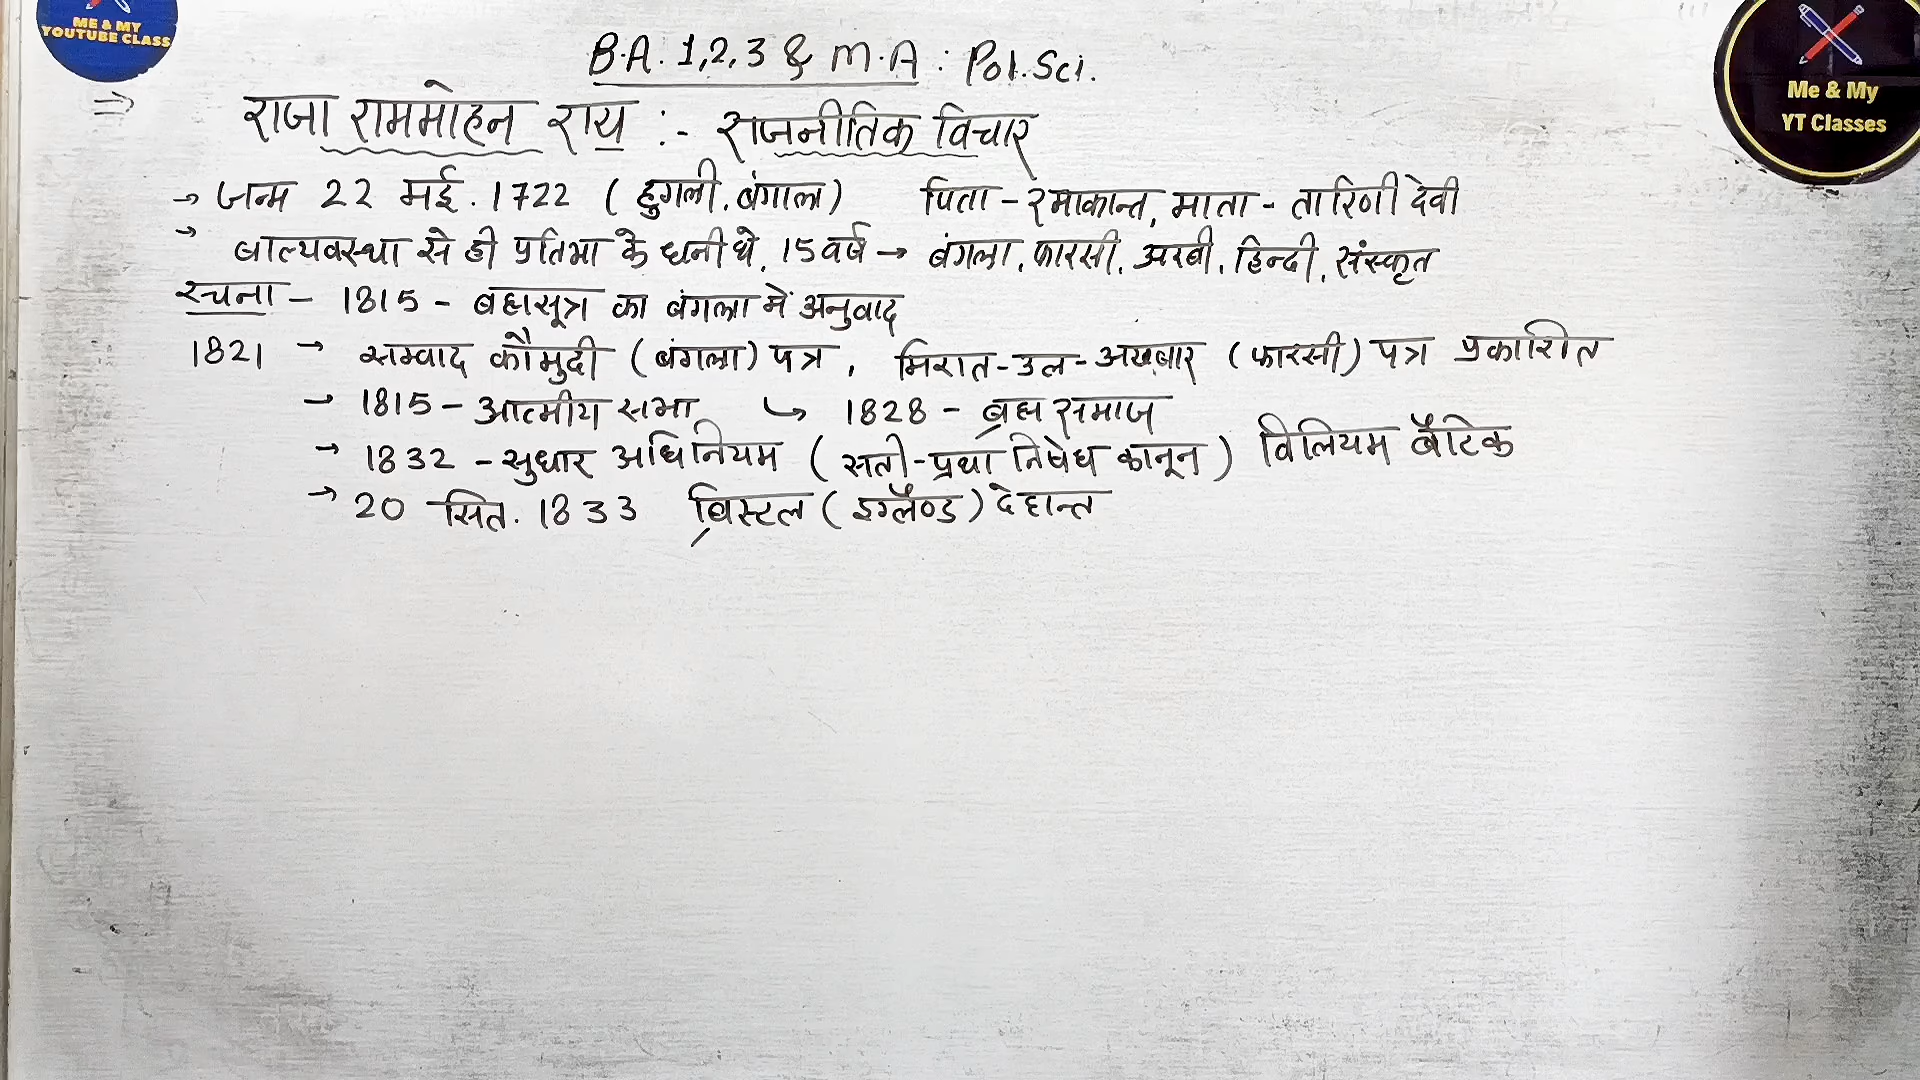 ME & MY
YOUTUBE CLASS
Me & My
YT Classes
B.A. 1,2,3 & M.A : Pol. Sci.
⇒ राजा राममोहन राय :- राजनीतिक विचार
→ जन्म 22 मई. 1722 ( हुगली, बंगाल ) पिता - रमाकान्त, माता - तारिणी देवी
→ बाल्यवस्था से ही प्रतिभा के धनी थे, 15 वर्ष → बंगला, फारसी, अरबी, हिन्दी, संस्कृत
रचना - 1815 - ब्रह्मसूत्र का बंगला में अनुवाद
1821 → सम्वाद कौमुदी ( बंगला ) पत्र, मिरात-उल-अखबार ( फारसी ) पत्र प्रकाशित
→ 1815 - आत्मीय सभा ↳ 1828 - ब्रह्म समाज
→ 1832 - सुधार अधिनियम ( सती-प्रथा निषेध कानून ) विलियम बैंटिक
→ 20 सित. 1833 ब्रिस्टल ( इग्लैण्ड ) देहान्त